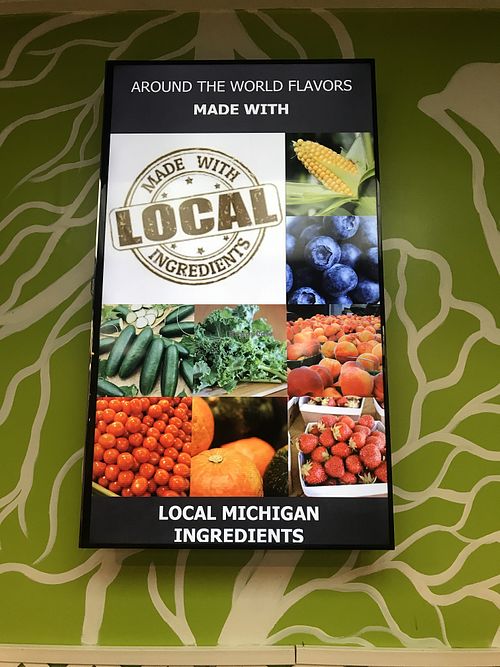 AROUND THE WORLD FLAVORS
MADE WITH
MADE WITH
LOCAL
INGREDIENTS
LOCAL MICHIGAN
INGREDIENTS